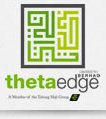 thetaedge
BERHAD
A Member of the Tabung Haji Group